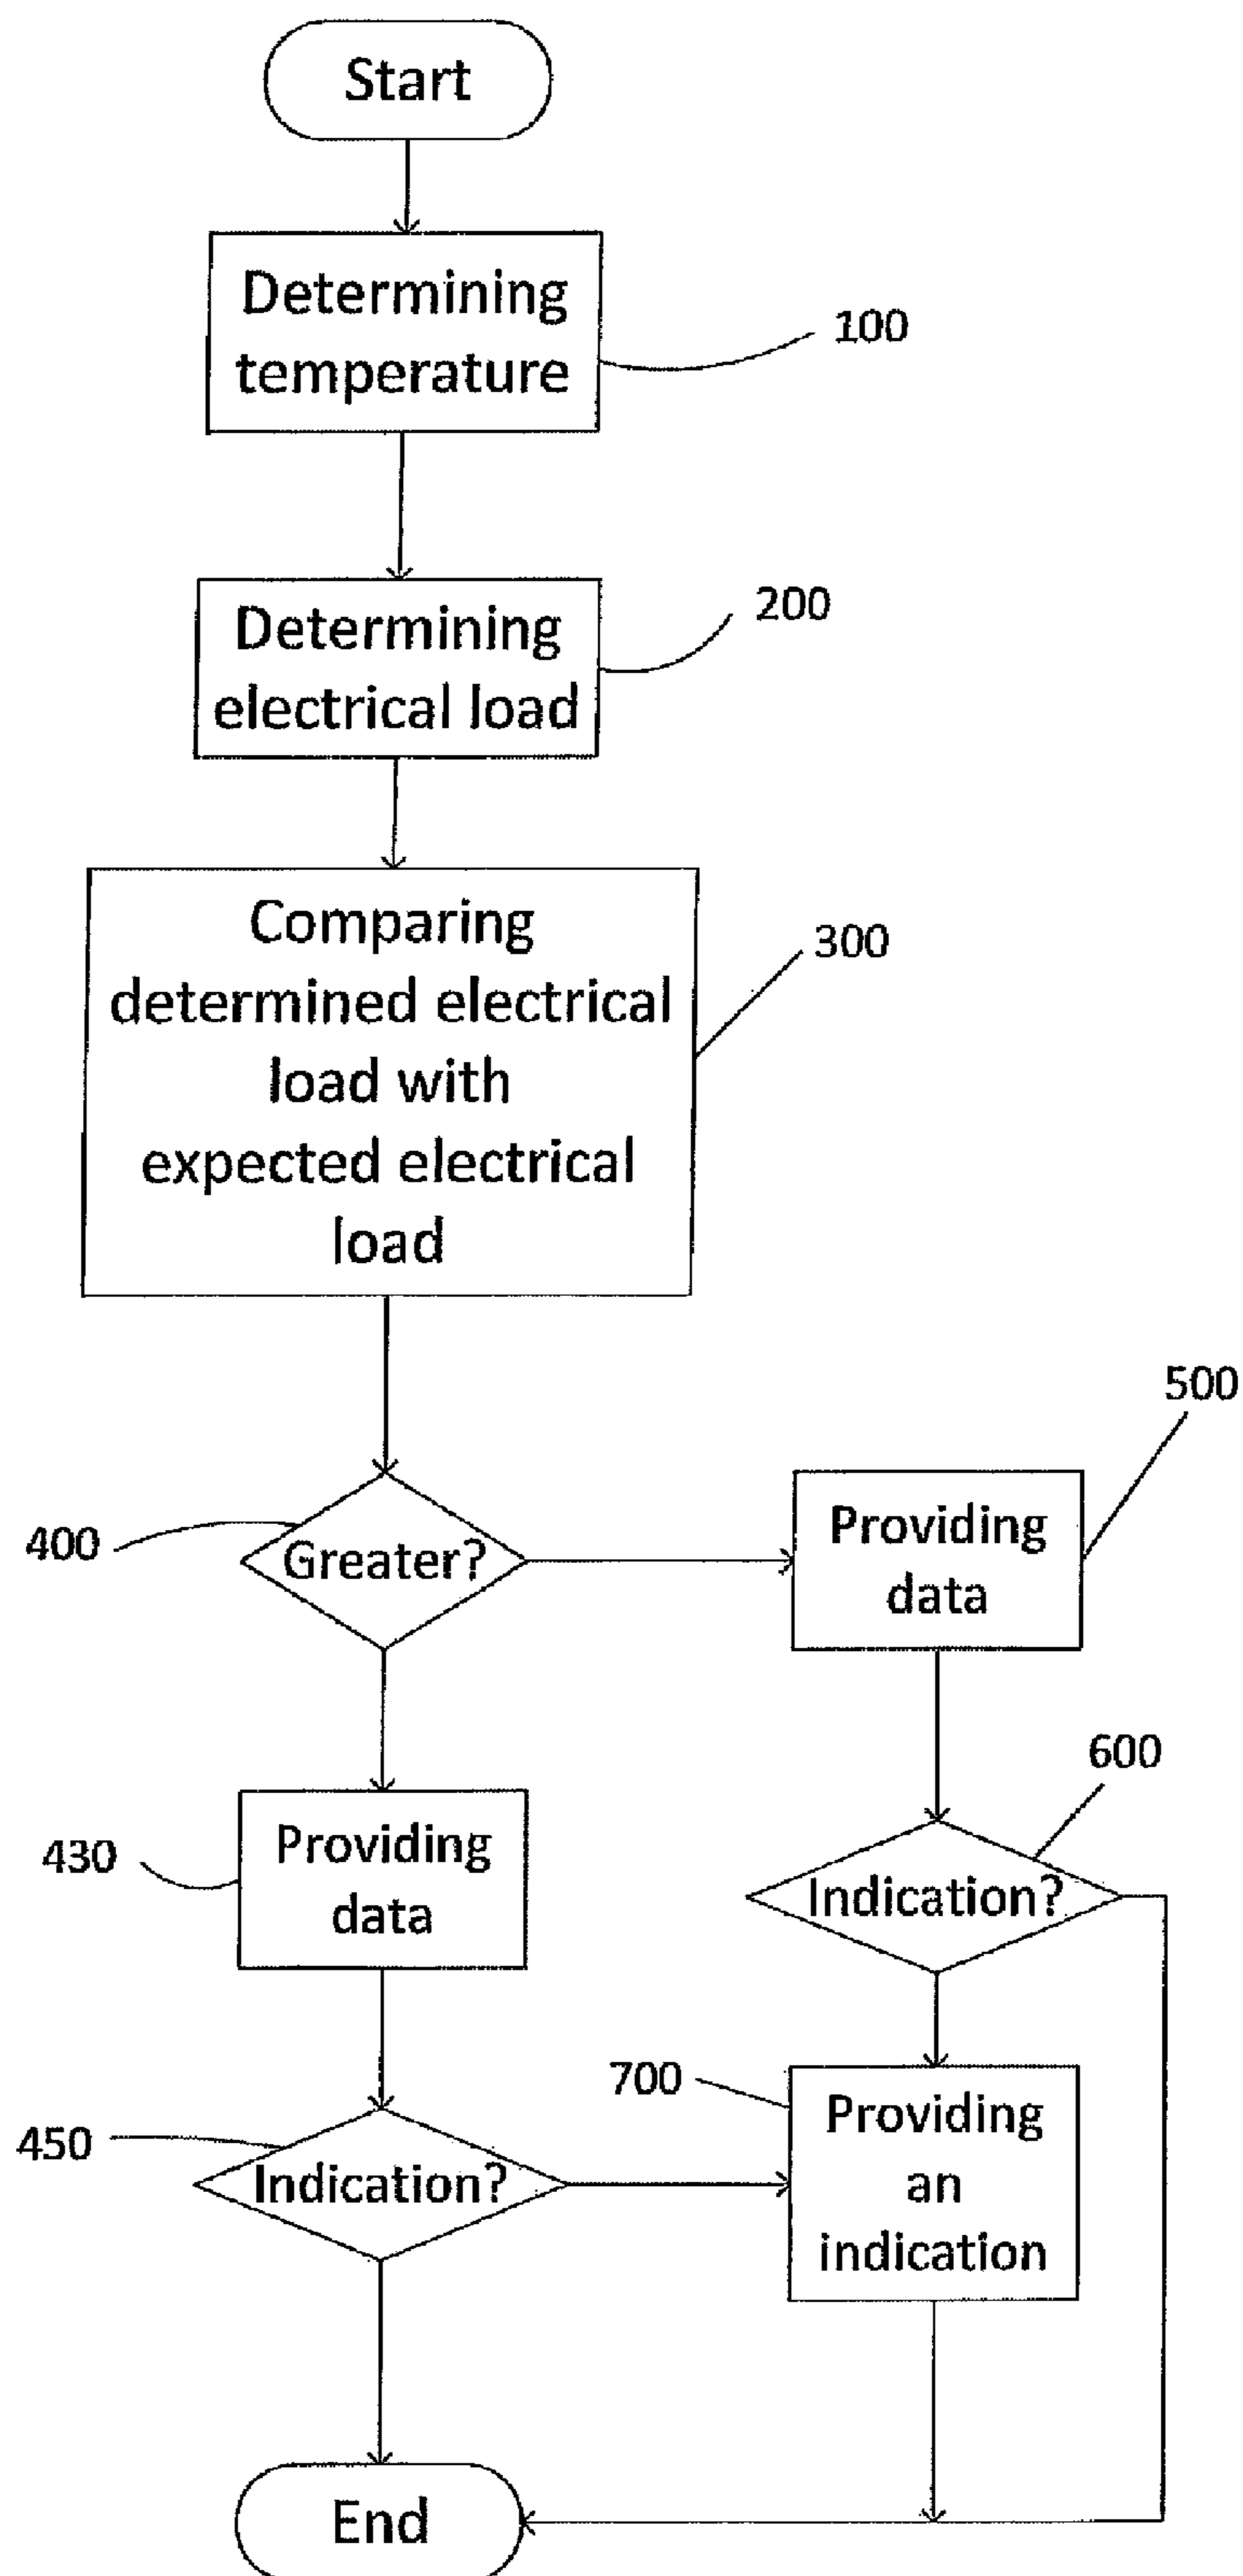 Start
Determining
temperature
100
Determining
electrical load
200
Comparing
determined electrical
load with
expected electrical
load
300
400
Greater?
Providing
data
500
430
Providing
data
600
Indication?
450
Indication?
700
Providing
an
indication
End